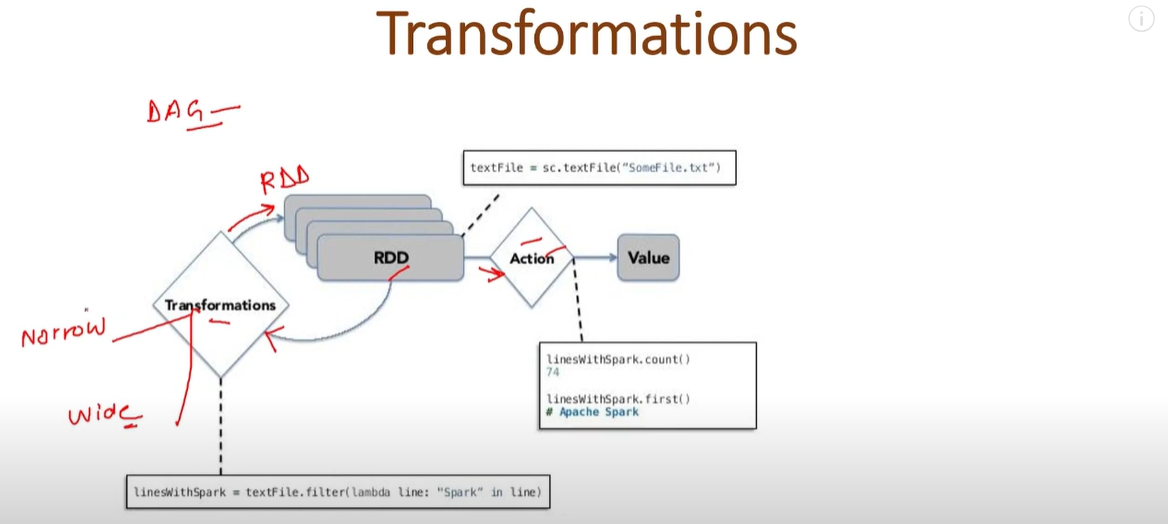 Transformations
DAG
RDD
textFile = sc.textFile("SomeFile.txt")
RDD
Action
Value
Transformations
Narrow
Wide
linesWithSpark.count()
74
linesWithSpark.first()
# Apache Spark
linesWithSpark = textFile.filter(lambda line: "Spark" in line)
i